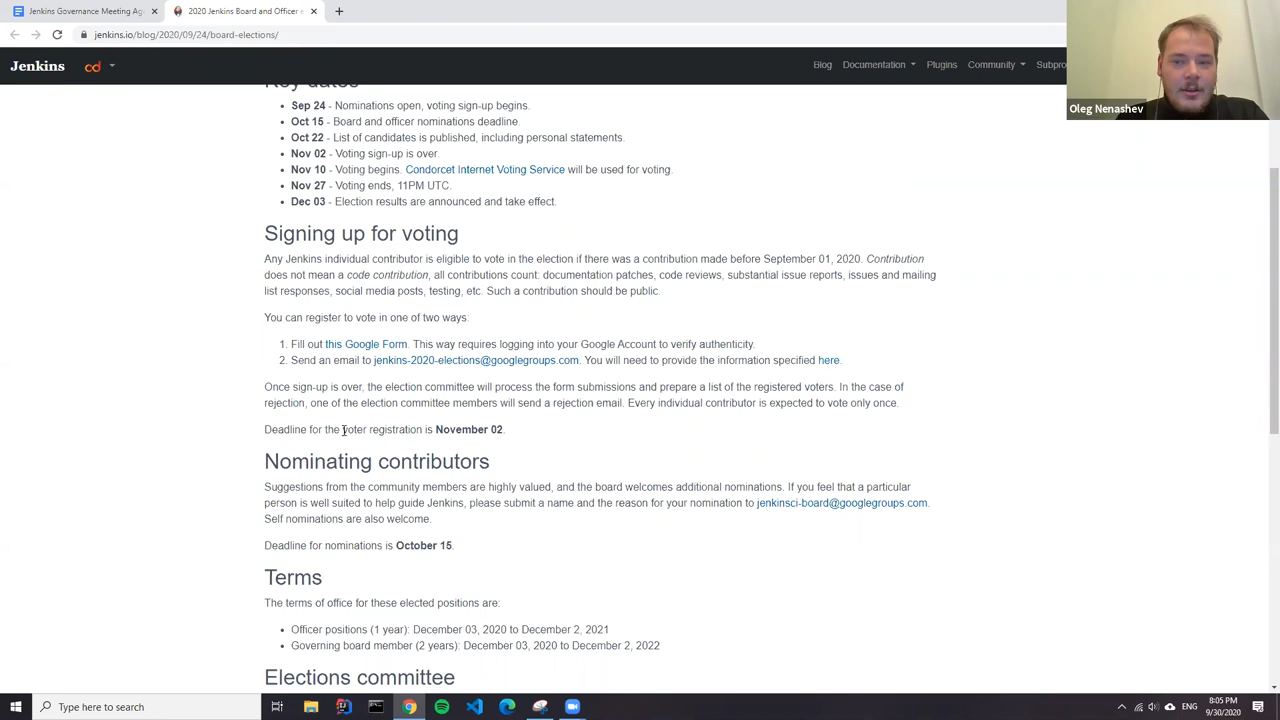 Jenkins Governance Meeting Age
2020 Jenkins Board and Officer e
jenkins.io/blog/2020/09/24/board-elections/
Jenkins
cd
Blog
Documentation
Plugins
Community
Subpro
Oleg Nenashev
Key dates
Sep 24 - Nominations open, voting sign-up begins.
Oct 15 - Board and officer nominations deadline.
Oct 22 - List of candidates is published, including personal statements.
Nov 02 - Voting sign-up is over.
Nov 10 - Voting begins. Condorcet Internet Voting Service will be used for voting.
Nov 27 - Voting ends, 11PM UTC.
Dec 03 - Election results are announced and take effect.
Signing up for voting
Any Jenkins individual contributor is eligible to vote in the election if there was a contribution made before September 01, 2020. Contribution
does not mean a code contribution, all contributions count: documentation patches, code reviews, substantial issue reports, issues and mailing
list responses, social media posts, testing, etc. Such a contribution should be public.
You can register to vote in one of two ways:
1. Fill out this Google Form. This way requires logging into your Google Account to verify authenticity.
2. Send an email to jenkins-2020-elections@googlegroups.com. You will need to provide the information specified here.
Once sign-up is over, the election committee will process the form submissions and prepare a list of the registered voters. In the case of
rejection, one of the election committee members will send a rejection email. Every individual contributor is expected to vote only once.
Deadline for the voter registration is November 02.
Nominating contributors
Suggestions from the community members are highly valued, and the board welcomes additional nominations. If you feel that a particular
person is well suited to help guide Jenkins, please submit a name and the reason for your nomination to jenkinsci-board@googlegroups.com.
Self nominations are also welcome.
Deadline for nominations is October 15.
Terms
The terms of office for these elected positions are:
Officer positions (1 year): December 03, 2020 to December 2, 2021
Governing board member (2 years): December 03, 2020 to December 2, 2022
Elections committee
Type here to search
8:05 PM
9/30/2020